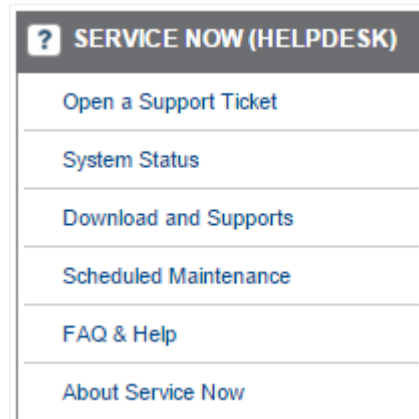 ? SERVICE NOW (HELPDESK)
Open a Support Ticket
System Status
Download and Supports
Scheduled Maintenance
FAQ & Help
About Service Now